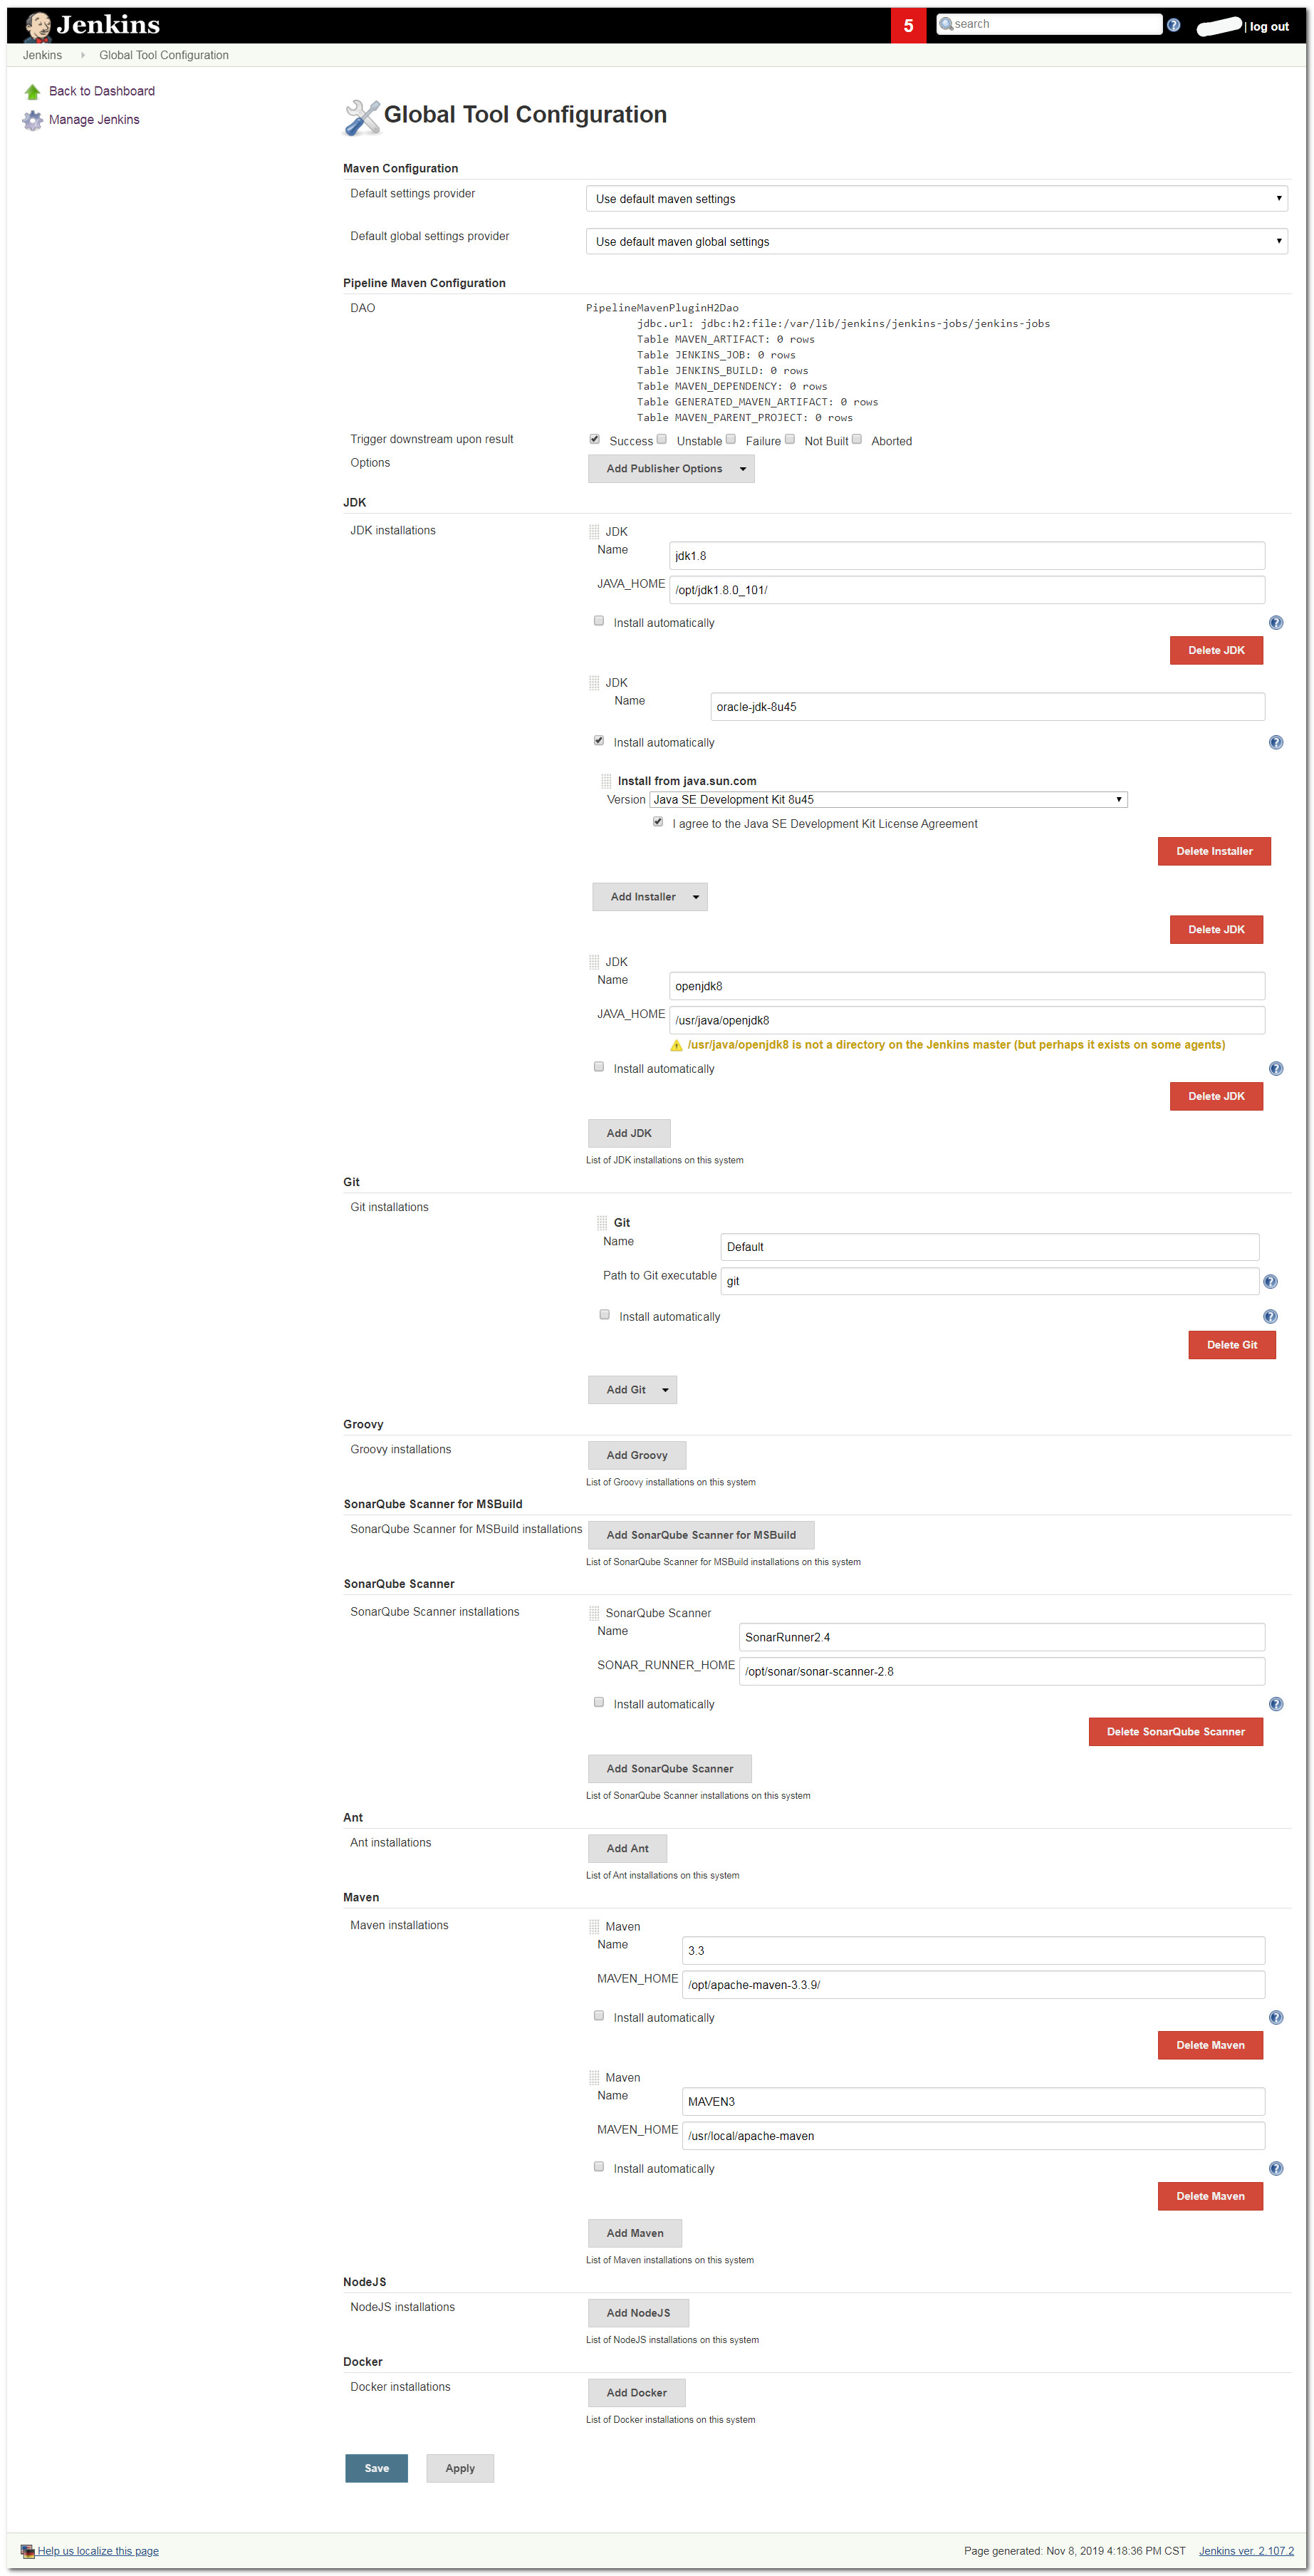 Jenkins
5
search
| log out
Jenkins
Global Tool Configuration
Back to Dashboard
Manage Jenkins
Global Tool Configuration
Maven Configuration
Default settings provider
Use default maven settings
Default global settings provider
Use default maven global settings
Pipeline Maven Configuration
DAO
PipelineMavenPluginH2Dao
jdbc.url: jdbc:h2:file:/var/lib/jenkins/jenkins-jobs/jenkins-jobs
Table MAVEN_ARTIFACT: 0 rows
Table JENKINS_JOB: 0 rows
Table JENKINS_BUILD: 0 rows
Table MAVEN_DEPENDENCY: 0 rows
Table GENERATED_MAVEN_ARTIFACT: 0 rows
Table MAVEN_PARENT_PROJECT: 0 rows
Trigger downstream upon result
Success Unstable Failure Not Built Aborted
Options
Add Publisher Options
JDK
JDK installations
JDK
Name
jdk1.8
JAVA_HOME
/opt/jdk1.8.0_101/
Install automatically
Delete JDK
JDK
Name
oracle-jdk-8u45
Install automatically
Install from java.sun.com
Version
Java SE Development Kit 8u45
I agree to the Java SE Development Kit License Agreement
Delete Installer
Add Installer
Delete JDK
JDK
Name
openjdk8
JAVA_HOME
/usr/java/openjdk8
/usr/java/openjdk8 is not a directory on the Jenkins master (but perhaps it exists on some agents)
Install automatically
Delete JDK
Add JDK
List of JDK installations on this system
Git
Git installations
Git
Name
Default
Path to Git executable
git
Install automatically
Delete Git
Add Git
Groovy
Groovy installations
Add Groovy
List of Groovy installations on this system
SonarQube Scanner for MSBuild
SonarQube Scanner for MSBuild installations
Add SonarQube Scanner for MSBuild
List of SonarQube Scanner for MSBuild installations on this system
SonarQube Scanner
SonarQube Scanner installations
SonarQube Scanner
Name
SonarRunner2.4
SONAR_RUNNER_HOME
/opt/sonar/sonar-scanner-2.8
Install automatically
Delete SonarQube Scanner
Add SonarQube Scanner
List of SonarQube Scanner installations on this system
Ant
Ant installations
Add Ant
List of Ant installations on this system
Maven
Maven installations
Maven
Name
3.3
MAVEN_HOME
/opt/apache-maven-3.3.9/
Install automatically
Delete Maven
Maven
Name
MAVEN3
MAVEN_HOME
/usr/local/apache-maven
Install automatically
Delete Maven
Add Maven
List of Maven installations on this system
NodeJS
NodeJS installations
Add NodeJS
List of NodeJS installations on this system
Docker
Docker installations
Add Docker
List of Docker installations on this system
Save
Apply
Help us localize this page
Page generated: Nov 8, 2019 4:18:36 PM CST
Jenkins ver. 2.107.2